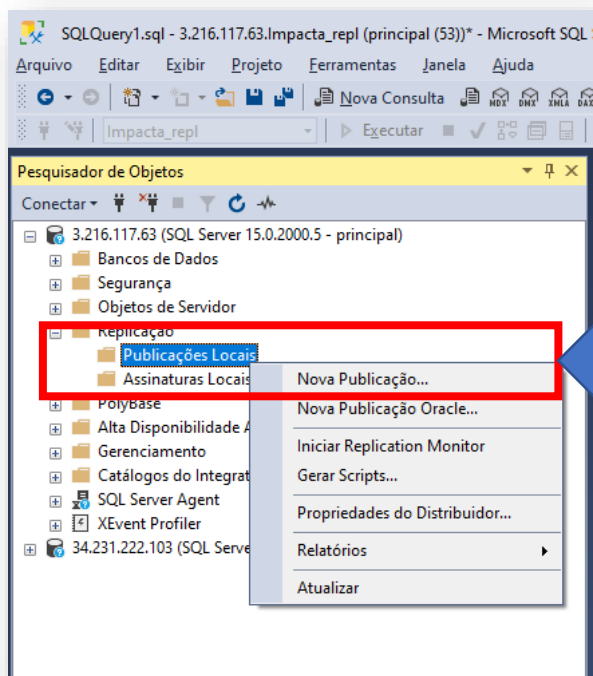 SQLQuery1.sql - 3.216.117.63.Impacta_repl (principal (53))* - Microsoft SQL
Arquivo Editar Exibir Projeto Ferramentas Janela Ajuda
Nova Consulta MDX DMX XMLA DAX
Impacta_repl Executar
Pesquisador de Objetos
Conectar
3.216.117.63 (SQL Server 15.0.2000.5 - principal)
Bancos de Dados
Segurança
Objetos de Servidor
Replicação
Publicações Locais
Assinaturas Locais
PolyBase
Alta Disponibilidade A
Gerenciamento
Catálogos do Integrat
SQL Server Agent
XEvent Profiler
34.231.222.103 (SQL Serve
Nova Publicação...
Nova Publicação Oracle...
Iniciar Replication Monitor
Gerar Scripts...
Propriedades do Distribuidor...
Relatórios
Atualizar